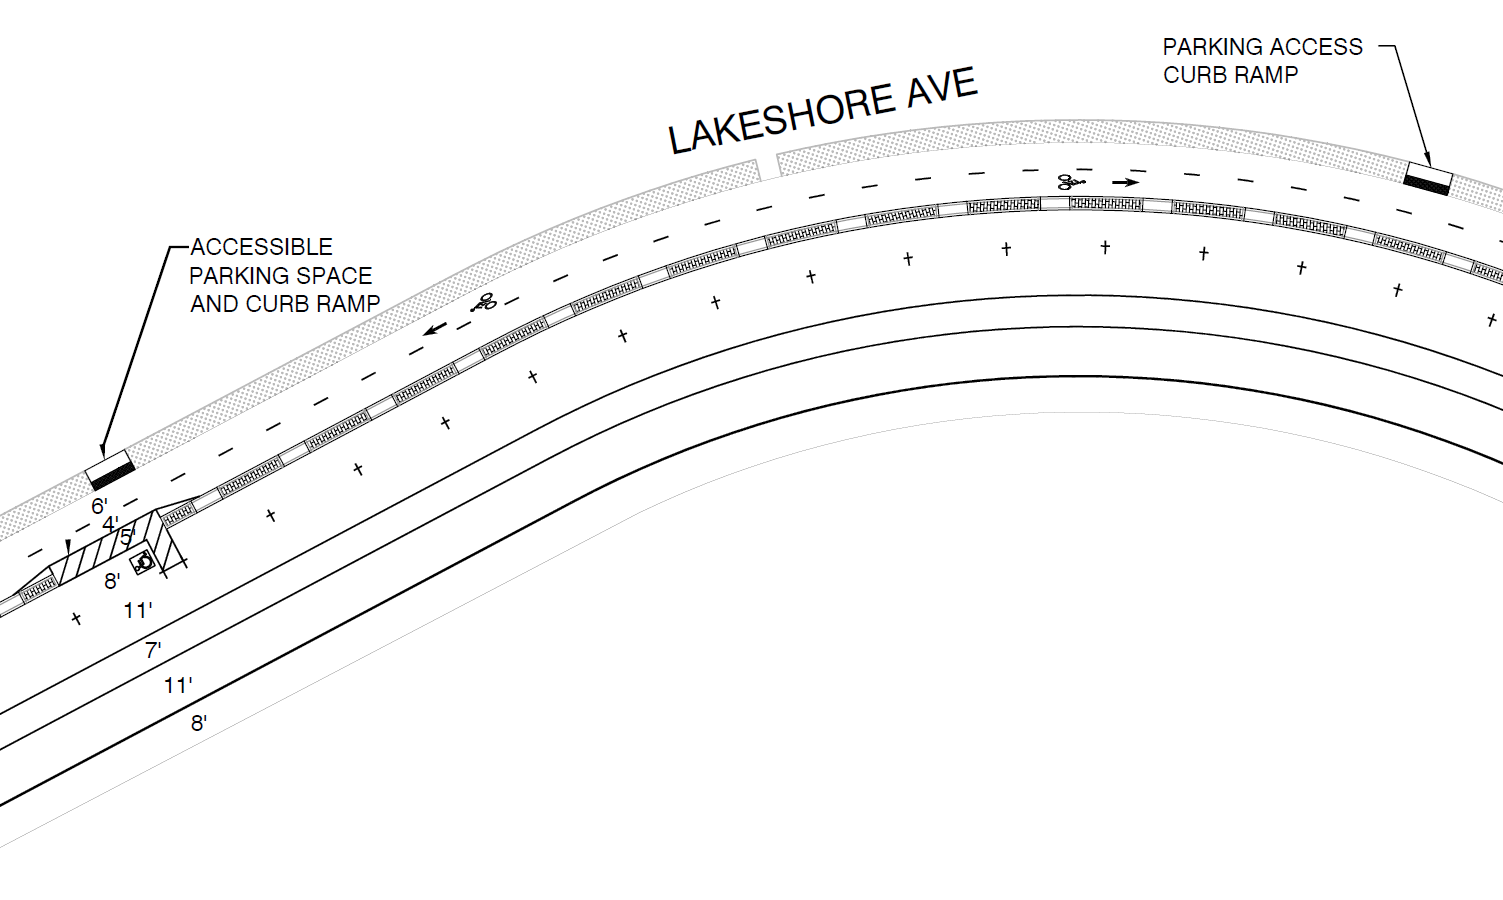 PARKING ACCESS
CURB RAMP
LAKESHORE AVE
ACCESSIBLE
PARKING SPACE
AND CURB RAMP
6'
4'
5'
8'
11'
7'
11'
8'